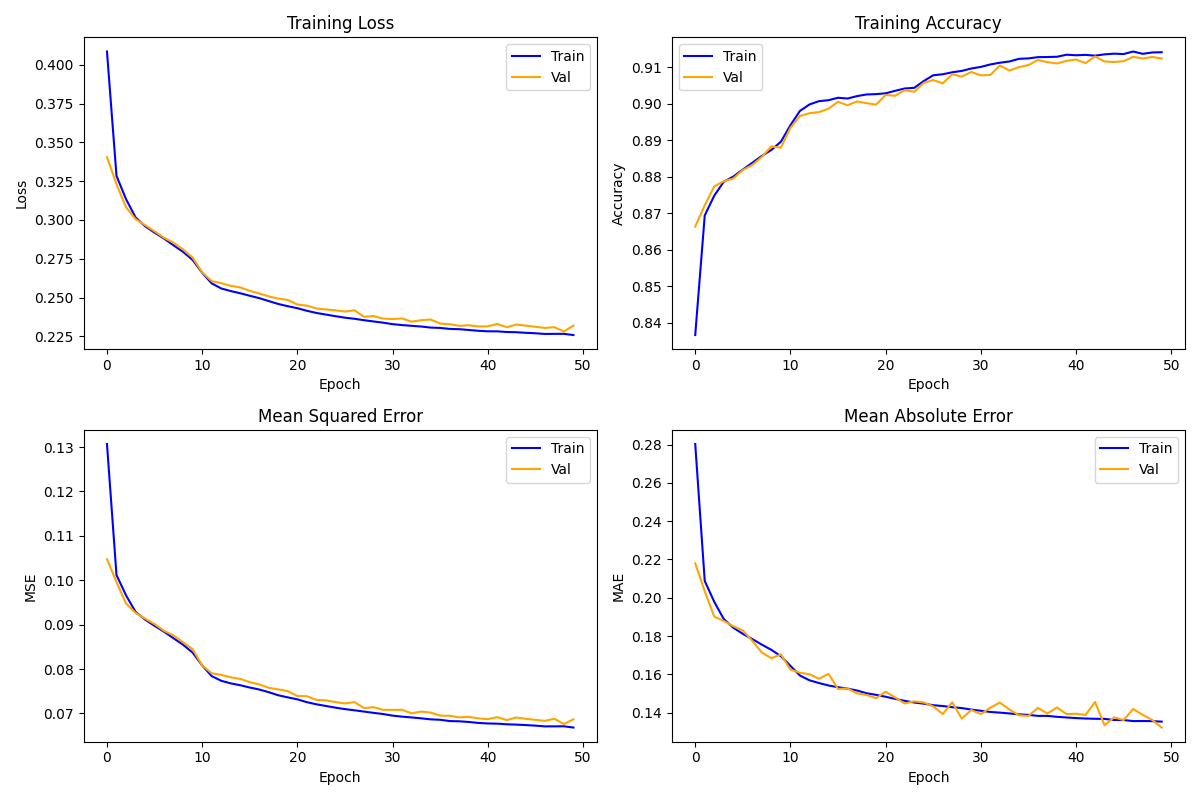 Training Loss
Loss
0.400
0.375
0.350
0.325
0.300
0.275
0.250
0.225
Train
Val
0 10 20 30 40 50
Epoch
Training Accuracy
Accuracy
0.91
0.90
0.89
0.88
0.87
0.86
0.85
0.84
Train
Val
0 10 20 30 40 50
Epoch
Mean Squared Error
MSE
0.13
0.12
0.11
0.10
0.09
0.08
0.07
Train
Val
0 10 20 30 40 50
Epoch
Mean Absolute Error
MAE
0.28
0.26
0.24
0.22
0.20
0.18
0.16
0.14
Train
Val
0 10 20 30 40 50
Epoch